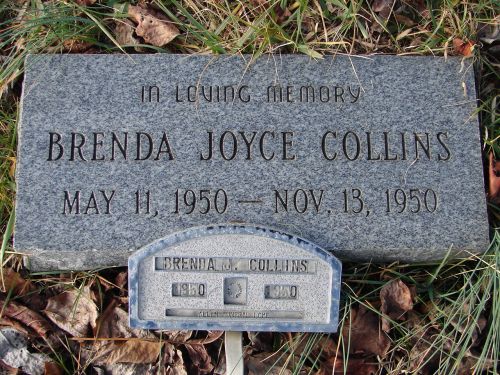 IN LOVING MEMORY
BRENDA JOYCE COLLINS
MAY 11, 1950 — NOV. 13, 1950
BRENDA J. COLLINS
1950 1950